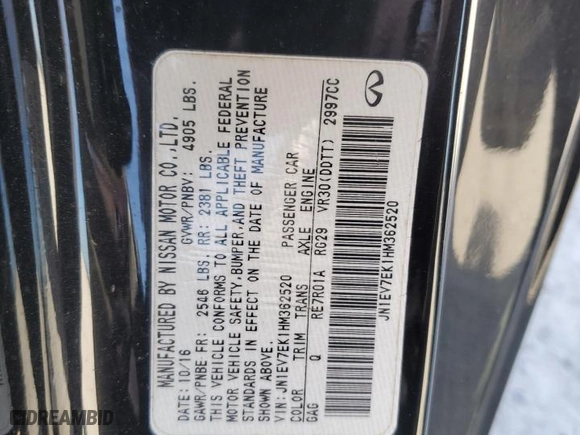 MANUFACTURED BY NISSAN MOTOR CO.,LTD.
DATE: 10/16 GVWR/PNBV: 4905 LBS.
GAWR/PNBE FR: 2546 LBS. RR: 2381 LBS.
THIS VEHICLE CONFORMS TO ALL APPLICABLE FEDERAL
MOTOR VEHICLE SAFETY,BUMPER,AND THEFT PREVENTION
STANDARDS IN EFFECT ON THE DATE OF MANUFACTURE
SHOWN ABOVE.
VIN: JN1EV7EK1HM362520 PASSENGER CAR
COLOR TRIM TRANS AXLE ENGINE
GAG Q RE7R01A RG29 VR30(DDTT) 2997CC
JN1EV7EK1HM362520
DREAMBID